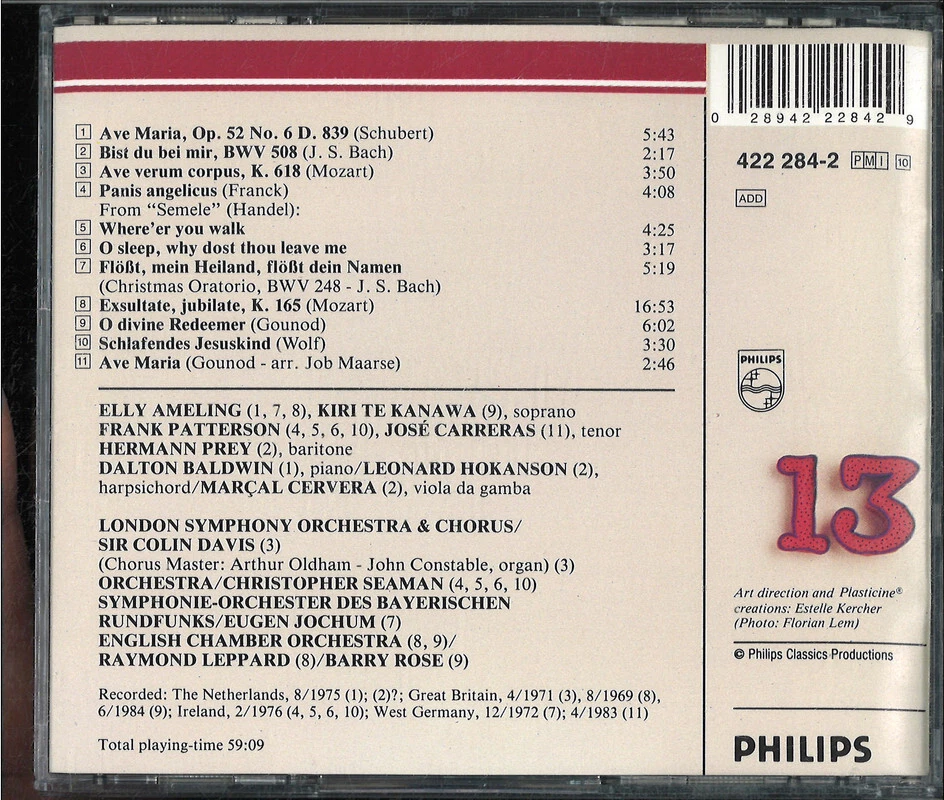 1 Ave Maria, Op. 52 No. 6 D. 839 (Schubert) 5:43
2 Bist du bei mir, BWV 508 (J. S. Bach) 2:17
3 Ave verum corpus, K. 618 (Mozart) 3:50
4 Panis angelicus (Franck) 4:08
From “Semele” (Handel):
5 Where'er you walk 4:25
6 O sleep, why dost thou leave me 3:17
7 Flößt, mein Heiland, flößt dein Namen 5:19
(Christmas Oratorio, BWV 248 - J. S. Bach)
8 Exsultate, jubilate, K. 165 (Mozart) 16:53
9 O divine Redeemer (Gounod) 6:02
10 Schlafendes Jesuskind (Wolf) 3:30
11 Ave Maria (Gounod - arr. Job Maarse) 2:46
ELLY AMELING (1, 7, 8), KIRI TE KANAWA (9), soprano
FRANK PATTERSON (4, 5, 6, 10), JOSÉ CARRERAS (11), tenor
HERMANN PREY (2), baritone
DALTON BALDWIN (1), piano/LEONARD HOKANSON (2),
harpsichord/MARÇAL CERVERA (2), viola da gamba
LONDON SYMPHONY ORCHESTRA & CHORUS/
SIR COLIN DAVIS (3)
(Chorus Master: Arthur Oldham - John Constable, organ) (3)
ORCHESTRA/CHRISTOPHER SEAMAN (4, 5, 6, 10)
SYMPHONIE-ORCHESTER DES BAYERISCHEN
RUNDFUNKS/EUGEN JOCHUM (7)
ENGLISH CHAMBER ORCHESTRA (8, 9)/
RAYMOND LEPPARD (8)/BARRY ROSE (9)
Recorded: The Netherlands, 8/1975 (1); (2)?; Great Britain, 4/1971 (3), 8/1969 (8),
6/1984 (9); Ireland, 2/1976 (4, 5, 6, 10); West Germany, 12/1972 (7); 4/1983 (11)
Total playing-time 59:09
0 28942 22842 9
422 284-2 PMI 10
ADD
PHILIPS
13
Art direction and Plasticine®
creations: Estelle Kercher
(Photo: Florian Lem)
© Philips Classics Productions
PHILIPS